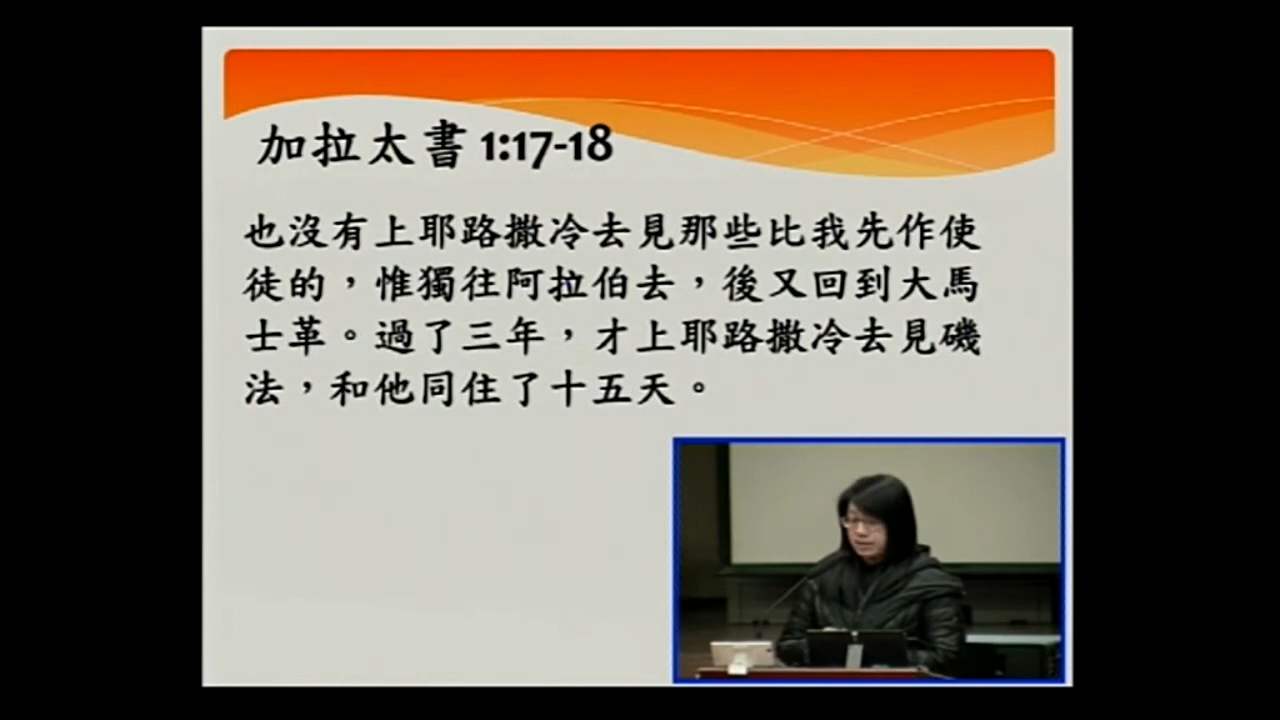 加拉太書 1:17-18
也沒有上耶路撒冷去見那些比我先作使
徒的，惟獨往阿拉伯去，後又回到大馬
士革。過了三年，才上耶路撒冷去見磯
法，和他同住了十五天。